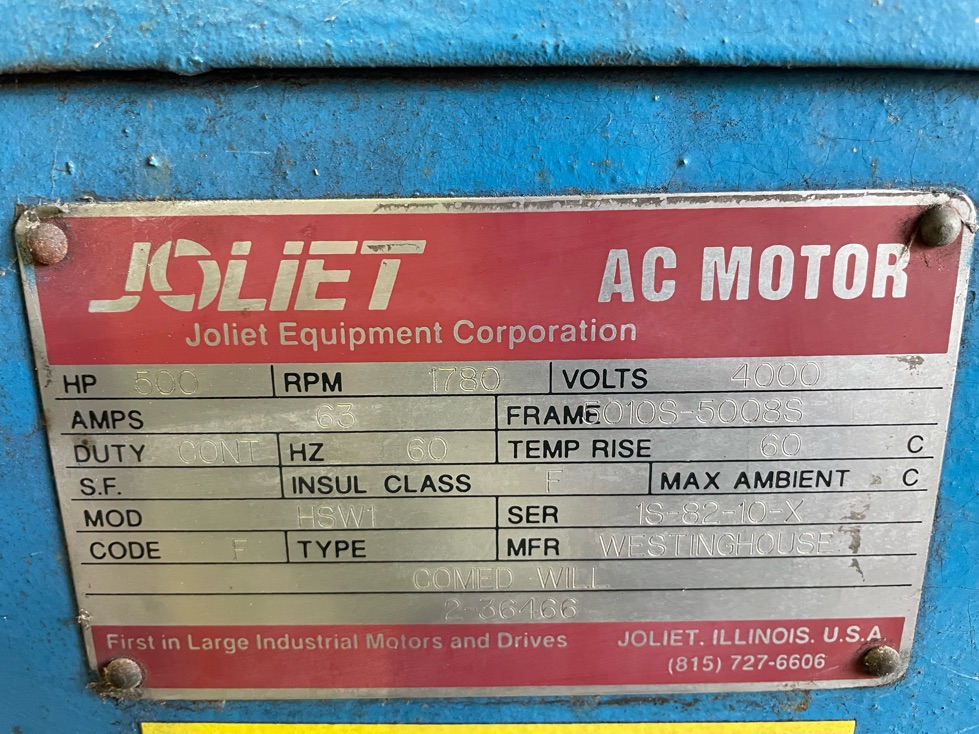 JOLIET AC MOTOR
Joliet Equipment Corporation
HP 500 RPM 1780 VOLTS 4000
AMPS 63 FRAME 5010S-5008S
DUTY CONT HZ 60 TEMP RISE 60 C
S.F. INSUL CLASS F MAX AMBIENT C
MOD HSW1 SER 1S-82-10-X
CODE F TYPE MFR WESTINGHOUSE
COMED WILL
2-36466
First in Large Industrial Motors and Drives JOLIET, ILLINOIS, U.S.A.
(815) 727-6606